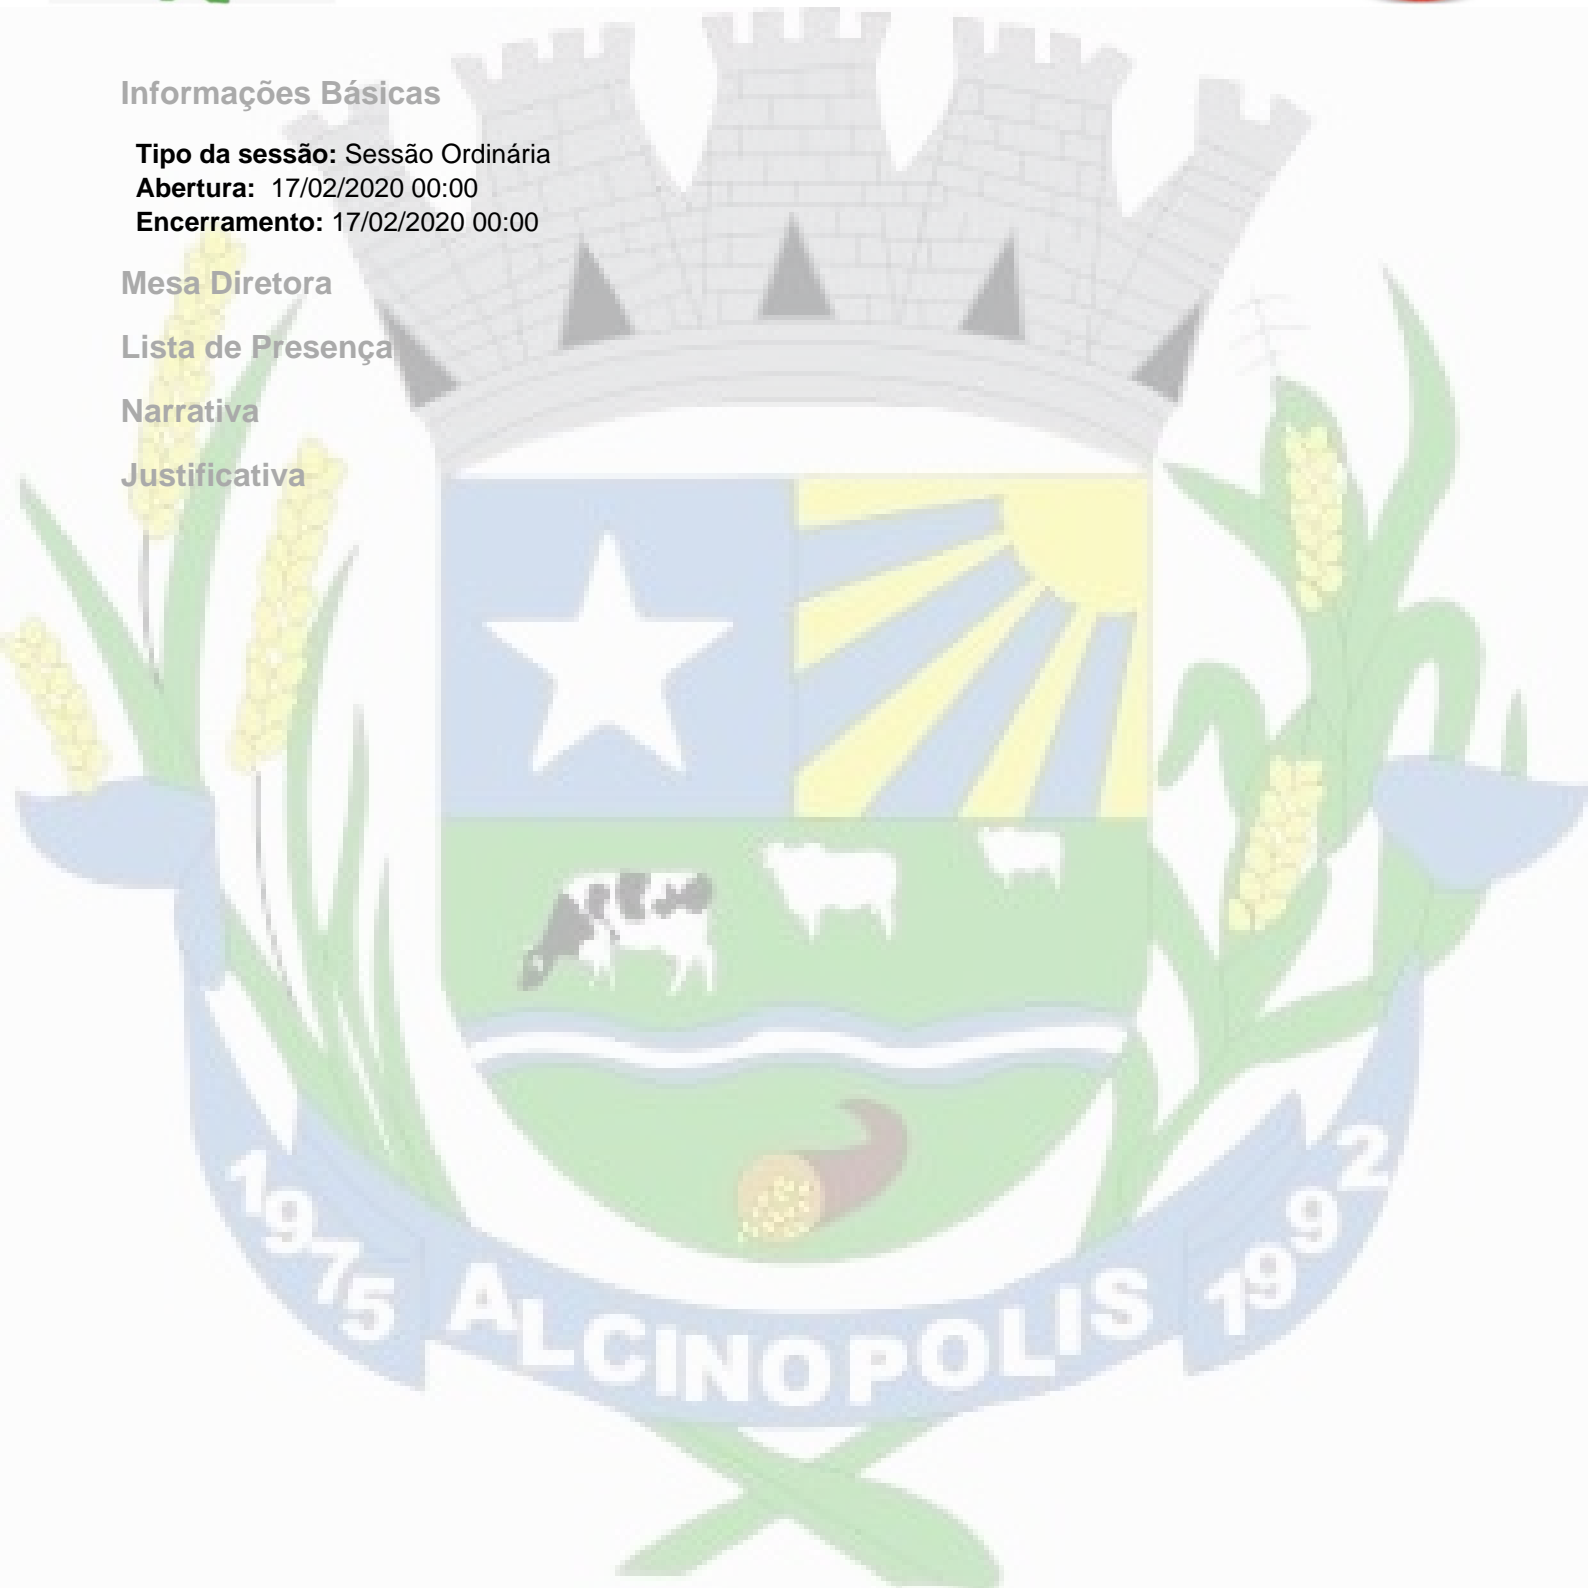 Informações Básicas
Tipo da sessão: Sessão Ordinária
Abertura: 17/02/2020 00:00
Encerramento: 17/02/2020 00:00
Mesa Diretora
Lista de Presença
Narrativa
Justificativa
1975 ALCINOPOLIS 1992